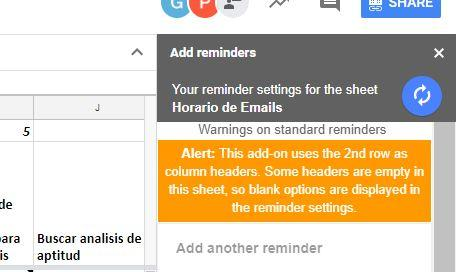 G P SHARE
Add reminders ×
Your reminder settings for the sheet
Horario de Emails
J
Warnings on standard reminders
5
Alert: This add-on uses the 2nd row as
column headers. Some headers are empty in
this sheet, so blank options are displayed in
the reminder settings.
de
ara Buscar analisis de
is aptitud
Add another reminder